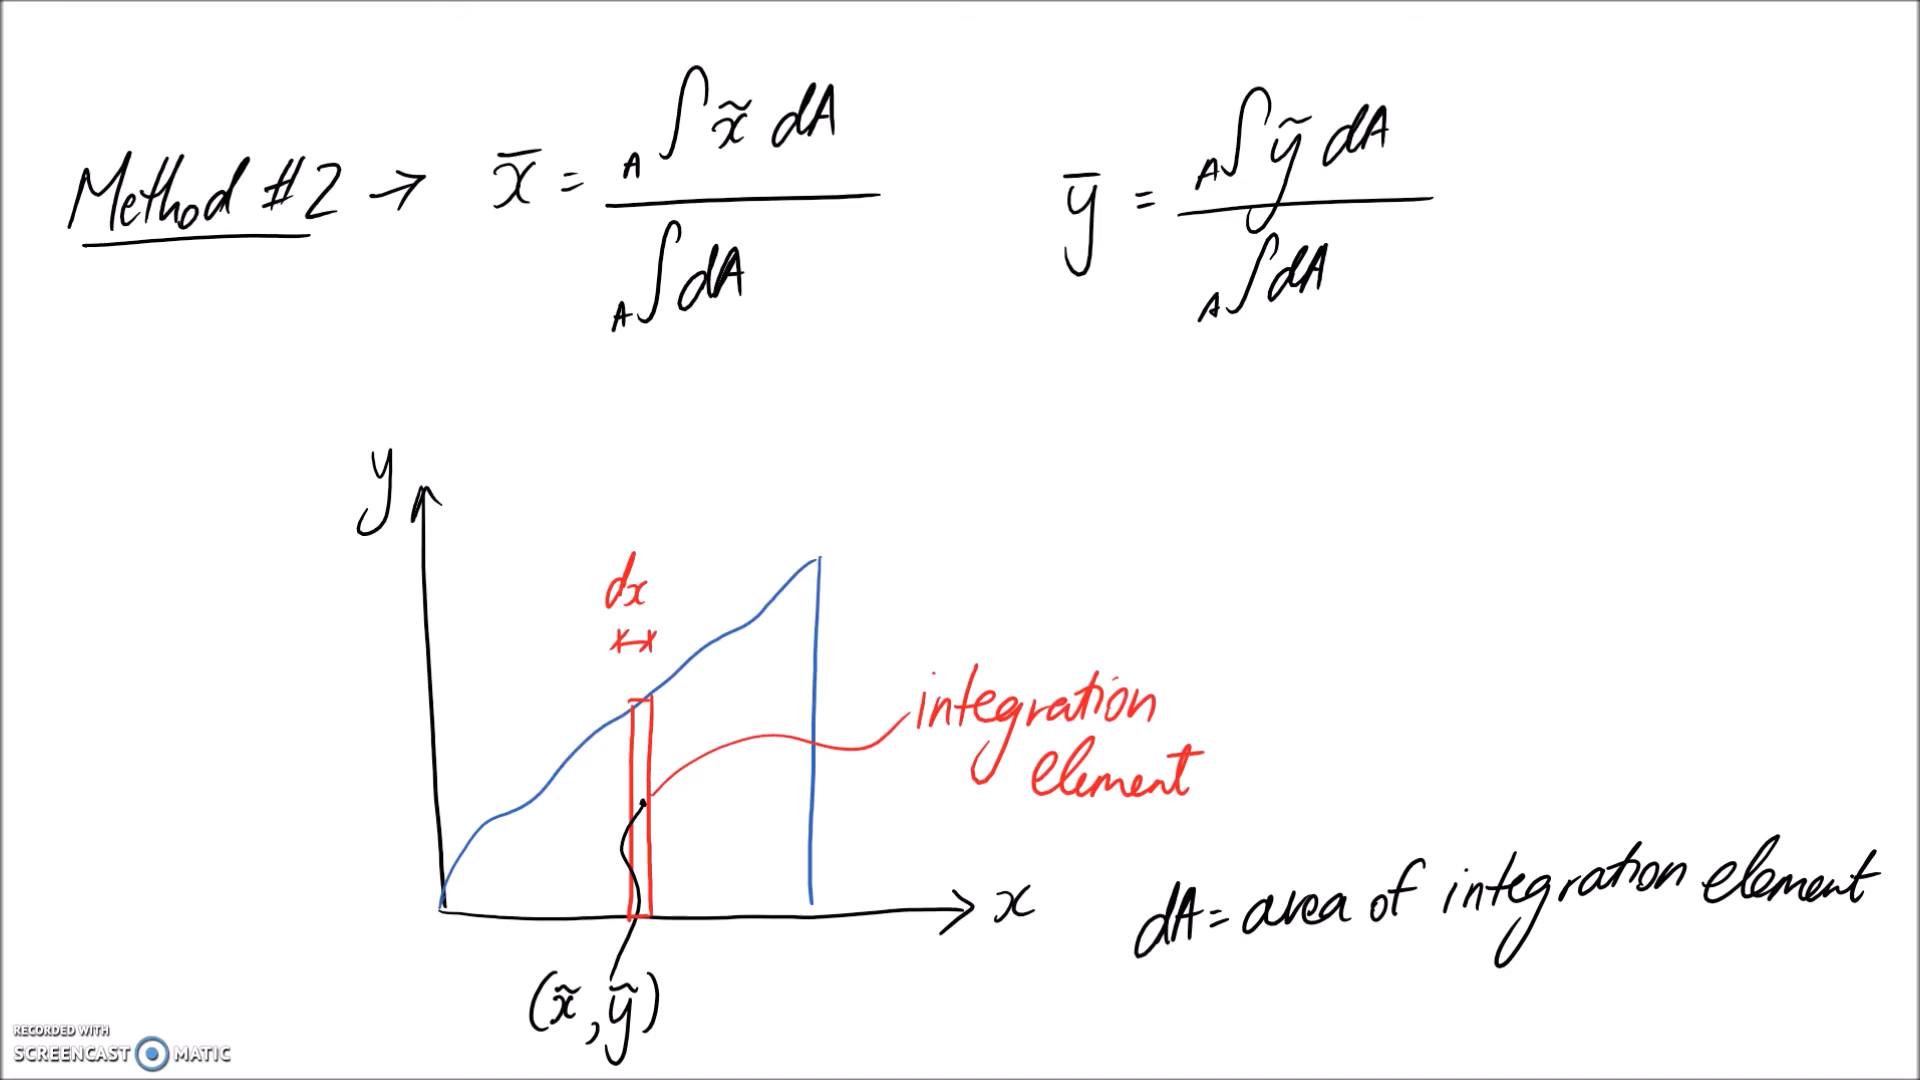 Method #2 → x̄ = A∫ x̃ dA / A∫ dA ȳ = A∫ ỹ dA / A∫ dA
y
dx
integration
element
x
dA = area of integration element
(x̃, ỹ)
RECORDED WITH
SCREENCAST MATIC